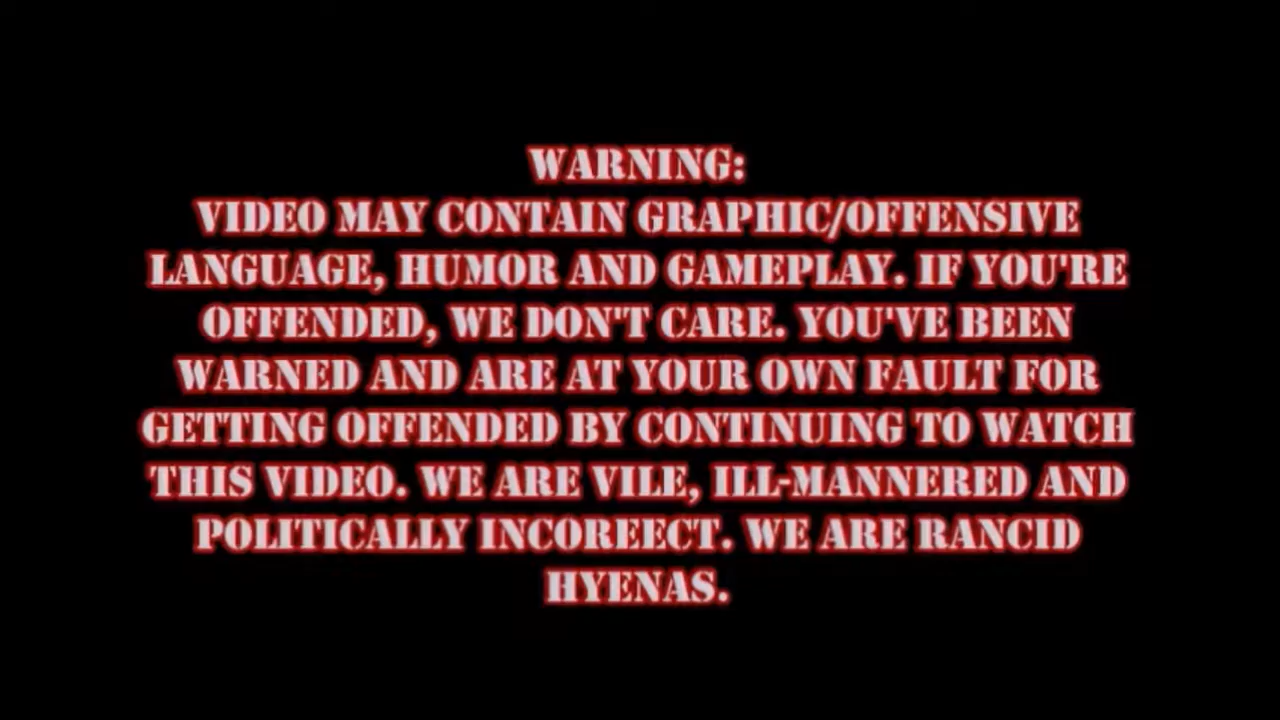 WARNING:
VIDEO MAY CONTAIN GRAPHIC/OFFENSIVE
LANGUAGE, HUMOR AND GAMEPLAY. IF YOU'RE
OFFENDED, WE DON'T CARE. YOU'VE BEEN
WARNED AND ARE AT YOUR OWN FAULT FOR
GETTING OFFENDED BY CONTINUING TO WATCH
THIS VIDEO. WE ARE VILE, ILL-MANNERED AND
POLITICALLY INCOREECT. WE ARE RANCID
HYENAS.